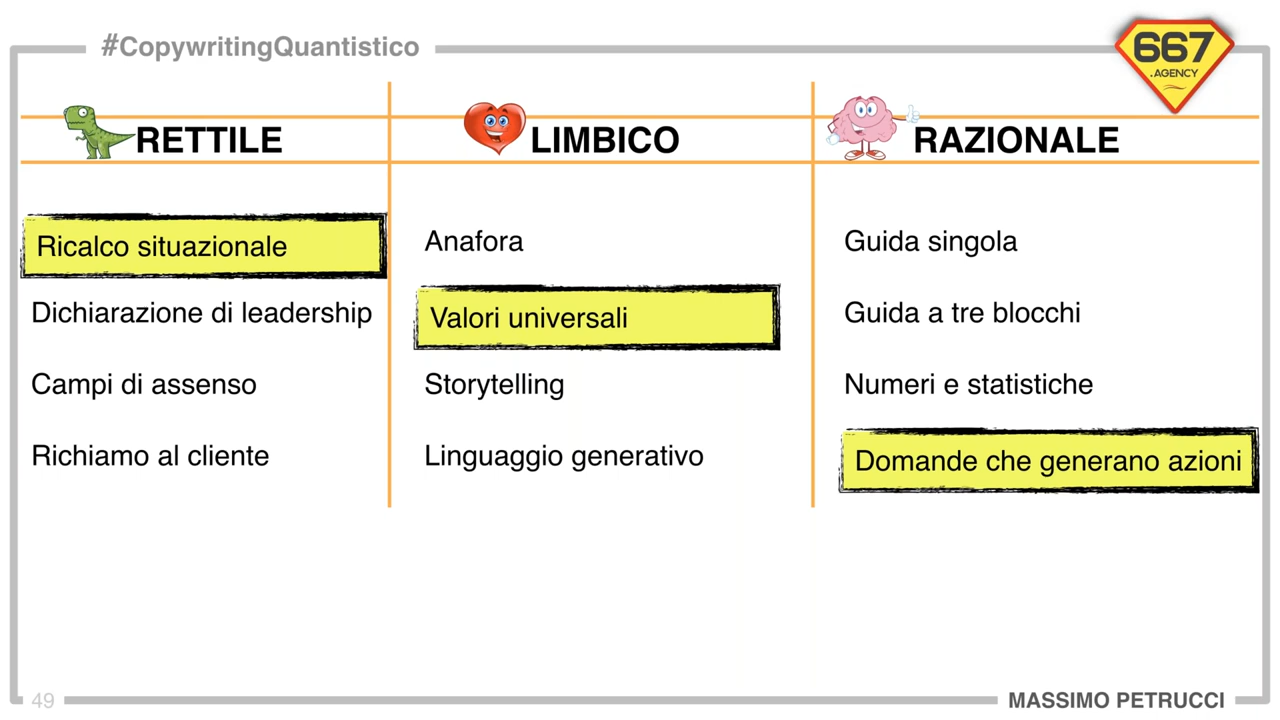 #CopywritingQuantistico
667
.AGENCY
RETTILE
LIMBICO
RAZIONALE
Ricalco situazionale
Anafora
Guida singola
Dichiarazione di leadership
Valori universali
Guida a tre blocchi
Campi di assenso
Storytelling
Numeri e statistiche
Richiamo al cliente
Linguaggio generativo
Domande che generano azioni
49
MASSIMO PETRUCCI